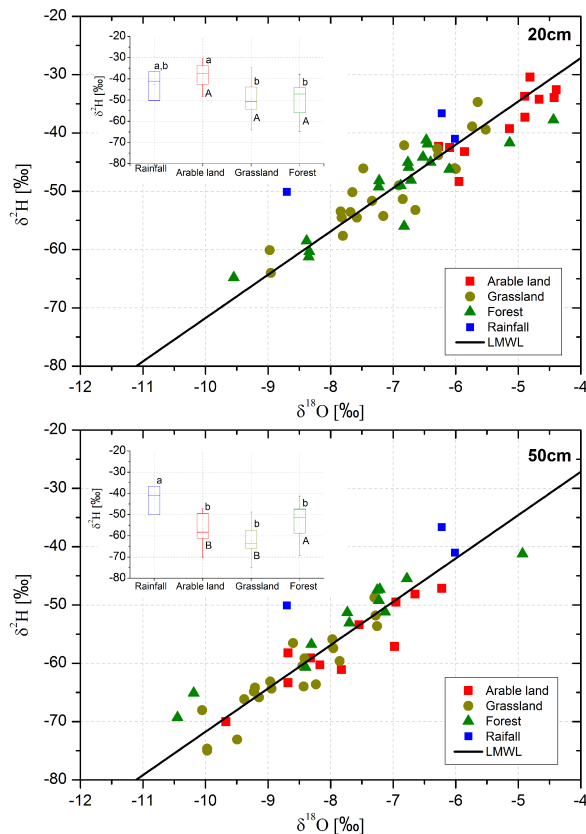 20cm
-20
-30
-40
-50
-60
-70
-80
δ²H [‰]
-20
-30
-40
-50
-60
-70
-80
δ²H [‰]
a,b
a
A
b
A
b
A
Rainfall
Arable land
Grassland
Forest
Arable land
Grassland
Forest
Rainfall
LMWL
-12 -11 -10 -9 -8 -7 -6 -5 -4
δ¹⁸O [‰]
50cm
-20
-30
-40
-50
-60
-70
-80
δ²H [‰]
-20
-30
-40
-50
-60
-70
-80
δ²H [‰]
a
b
B
b
B
b
A
Rainfall
Arable land
Grassland
Forest
Arable land
Grassland
Forest
Raifall
LMWL
-12 -11 -10 -9 -8 -7 -6 -5 -4
δ¹⁸O [‰]